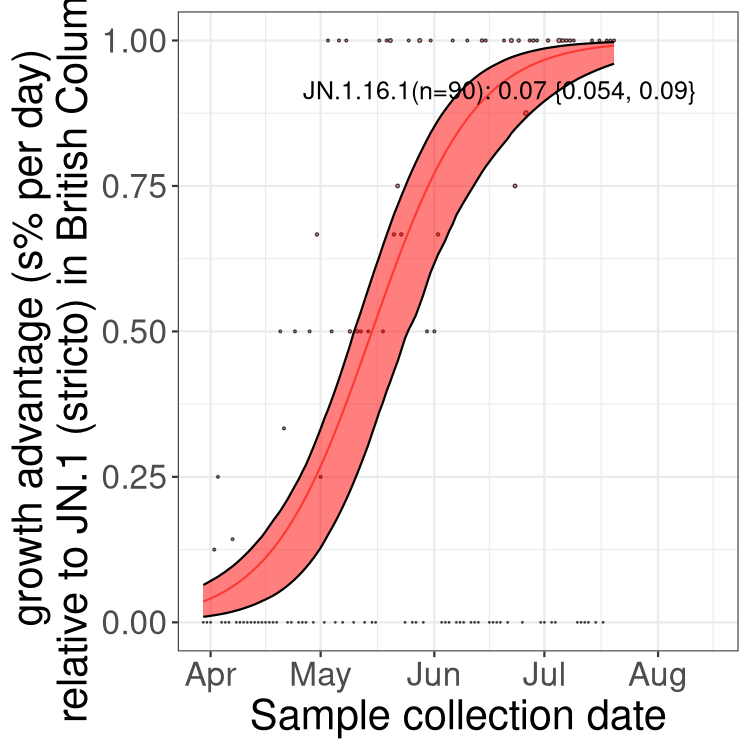 growth advantage (s% per day)
relative to JN.1 (stricto) in British Colum
1.00
0.75
0.50
0.25
0.00
JN.1.16.1(n=90): 0.07 {0.054, 0.09}
Apr May Jun Jul Aug
Sample collection date